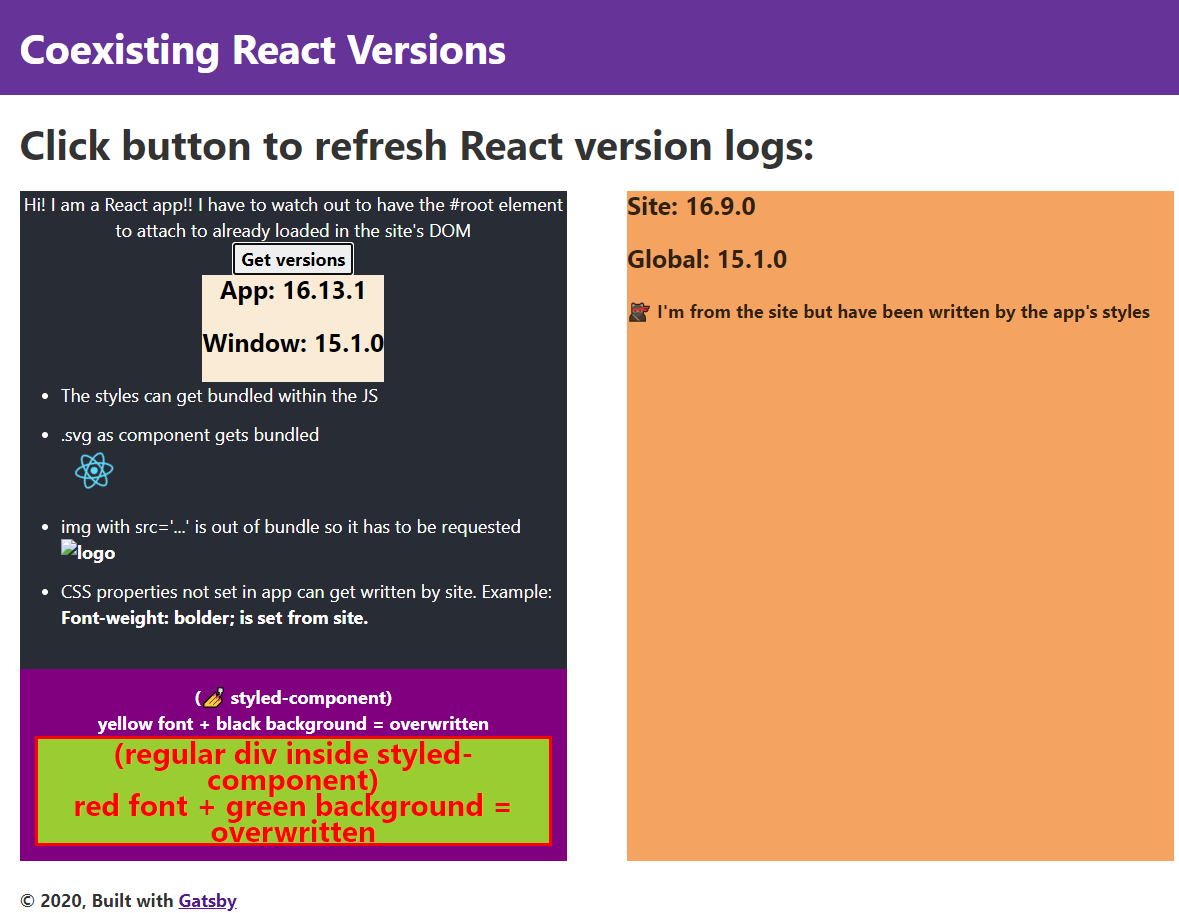 Coexisting React Versions
Click button to refresh React version logs:
Hi! I am a React app!! I have to watch out to have the #root element
to attach to already loaded in the site's DOM
Get versions
App: 16.13.1
Window: 15.1.0
The styles can get bundled within the JS
.svg as component gets bundled
img with src='...' is out of bundle so it has to be requested
logo
CSS properties not set in app can get written by site. Example:
Font-weight: bolder; is set from site.
(💅 styled-component)
yellow font + black background = overwritten
(regular div inside styled-
component)
red font + green background =
overwritten
Site: 16.9.0
Global: 15.1.0
I'm from the site but have been written by the app's styles
© 2020, Built with Gatsby